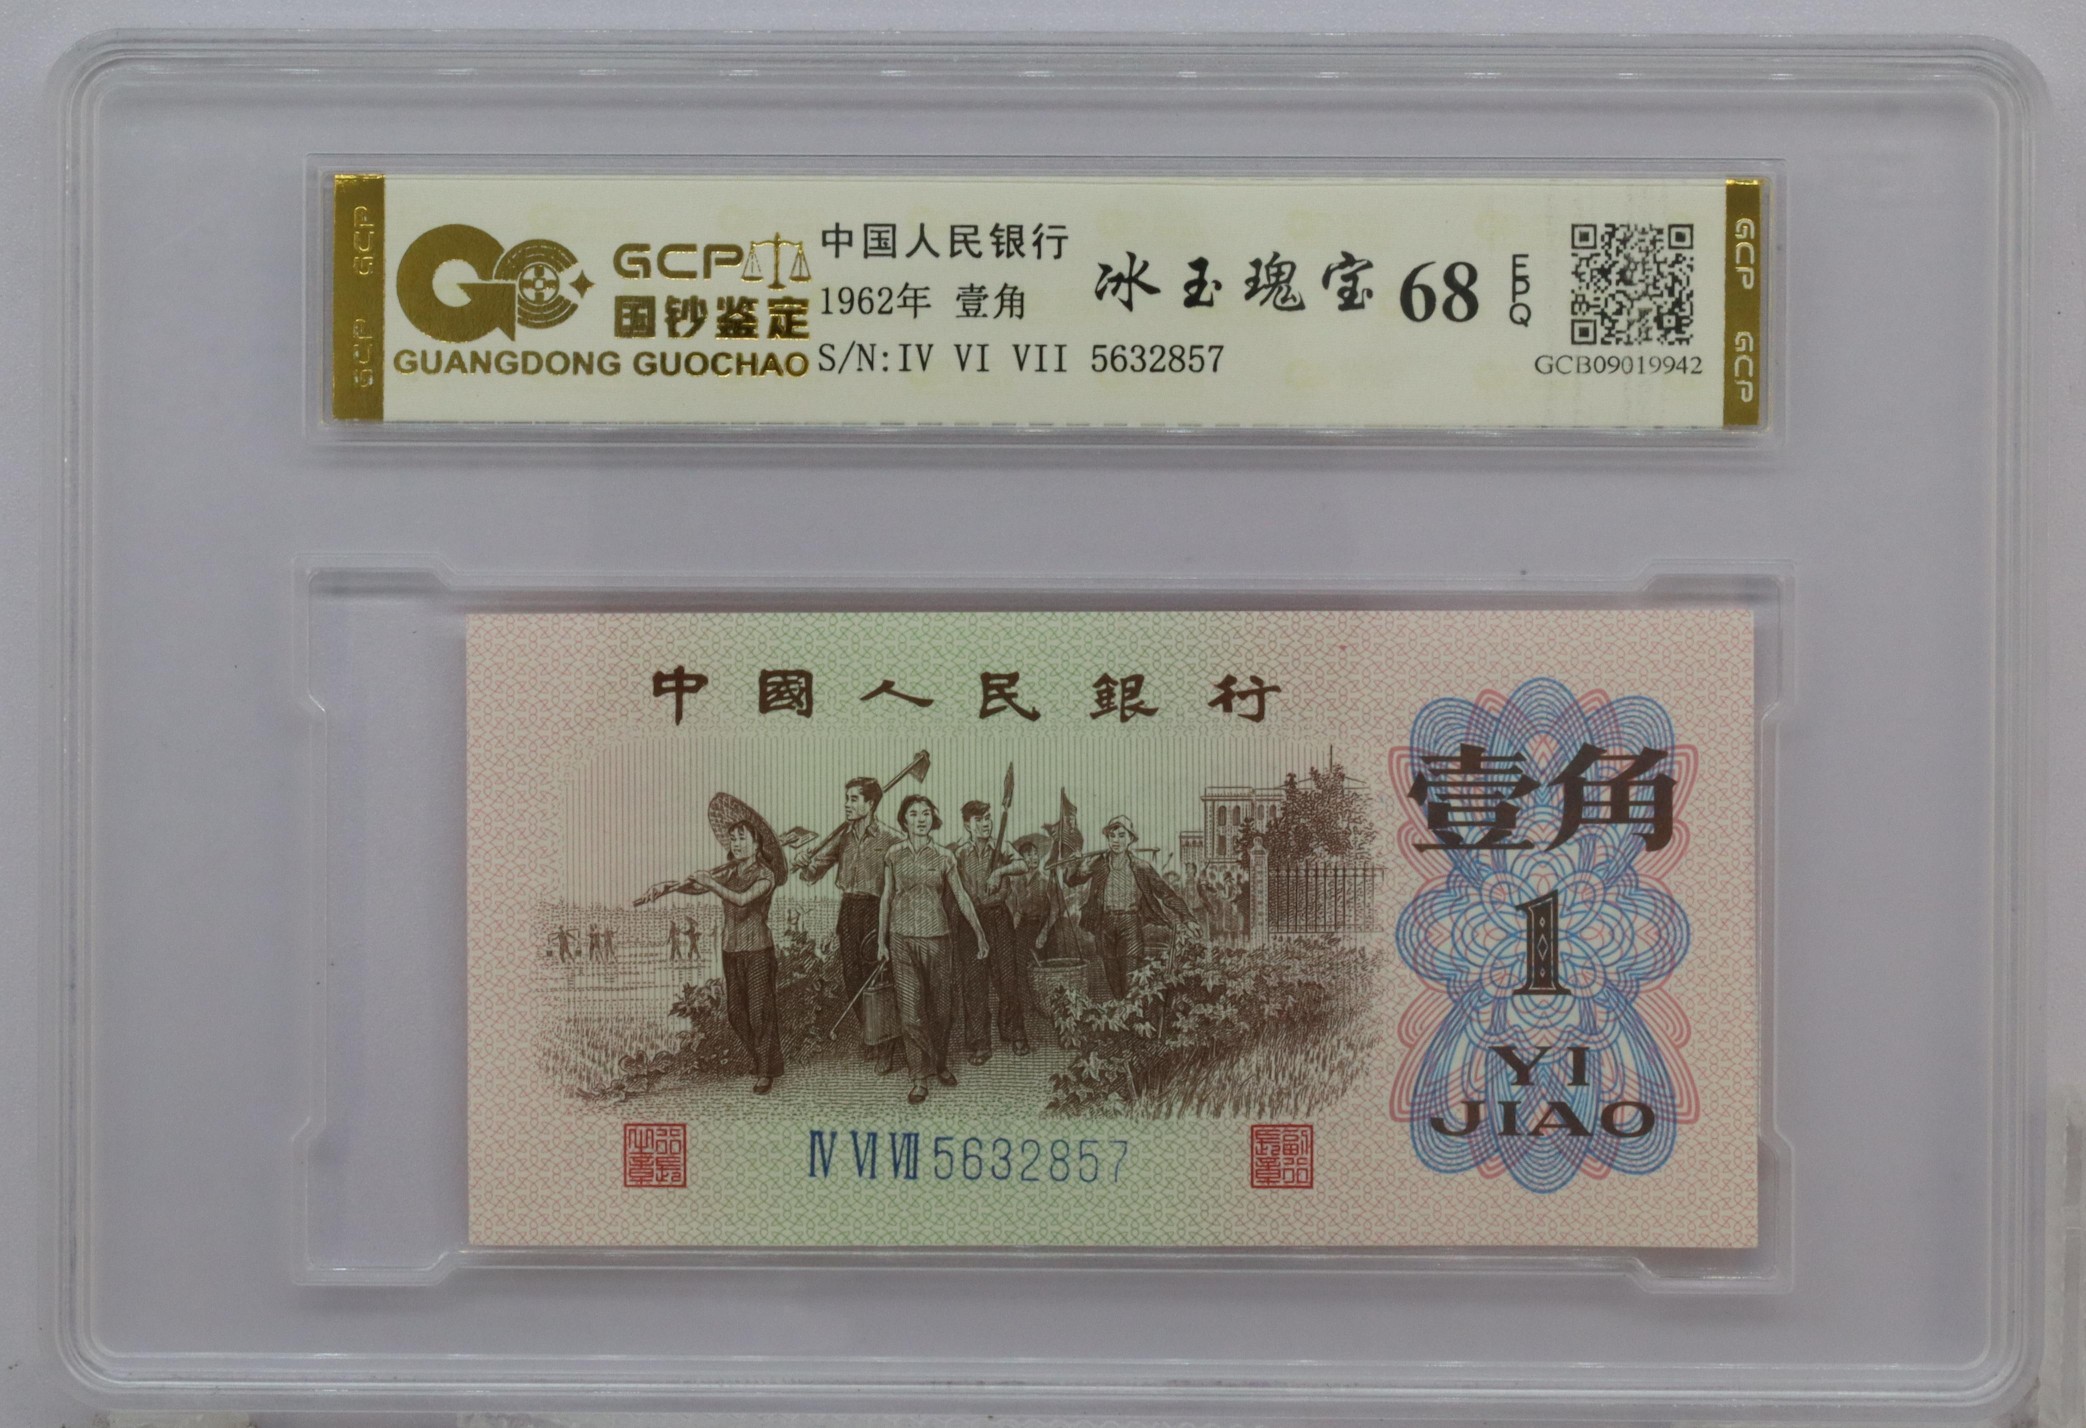 GCP
国钞鉴定
GUANGDONG GUOCHAO
中国人民银行
1962年 壹角
S/N:IV VI VII 5632857
冰玉瑰宝 68 EPQ
GCB09019942
GCP GCP
GCP GCP
中國人民銀行
壹角
1
YI
JIAO
Ⅳ Ⅵ Ⅶ 5632857